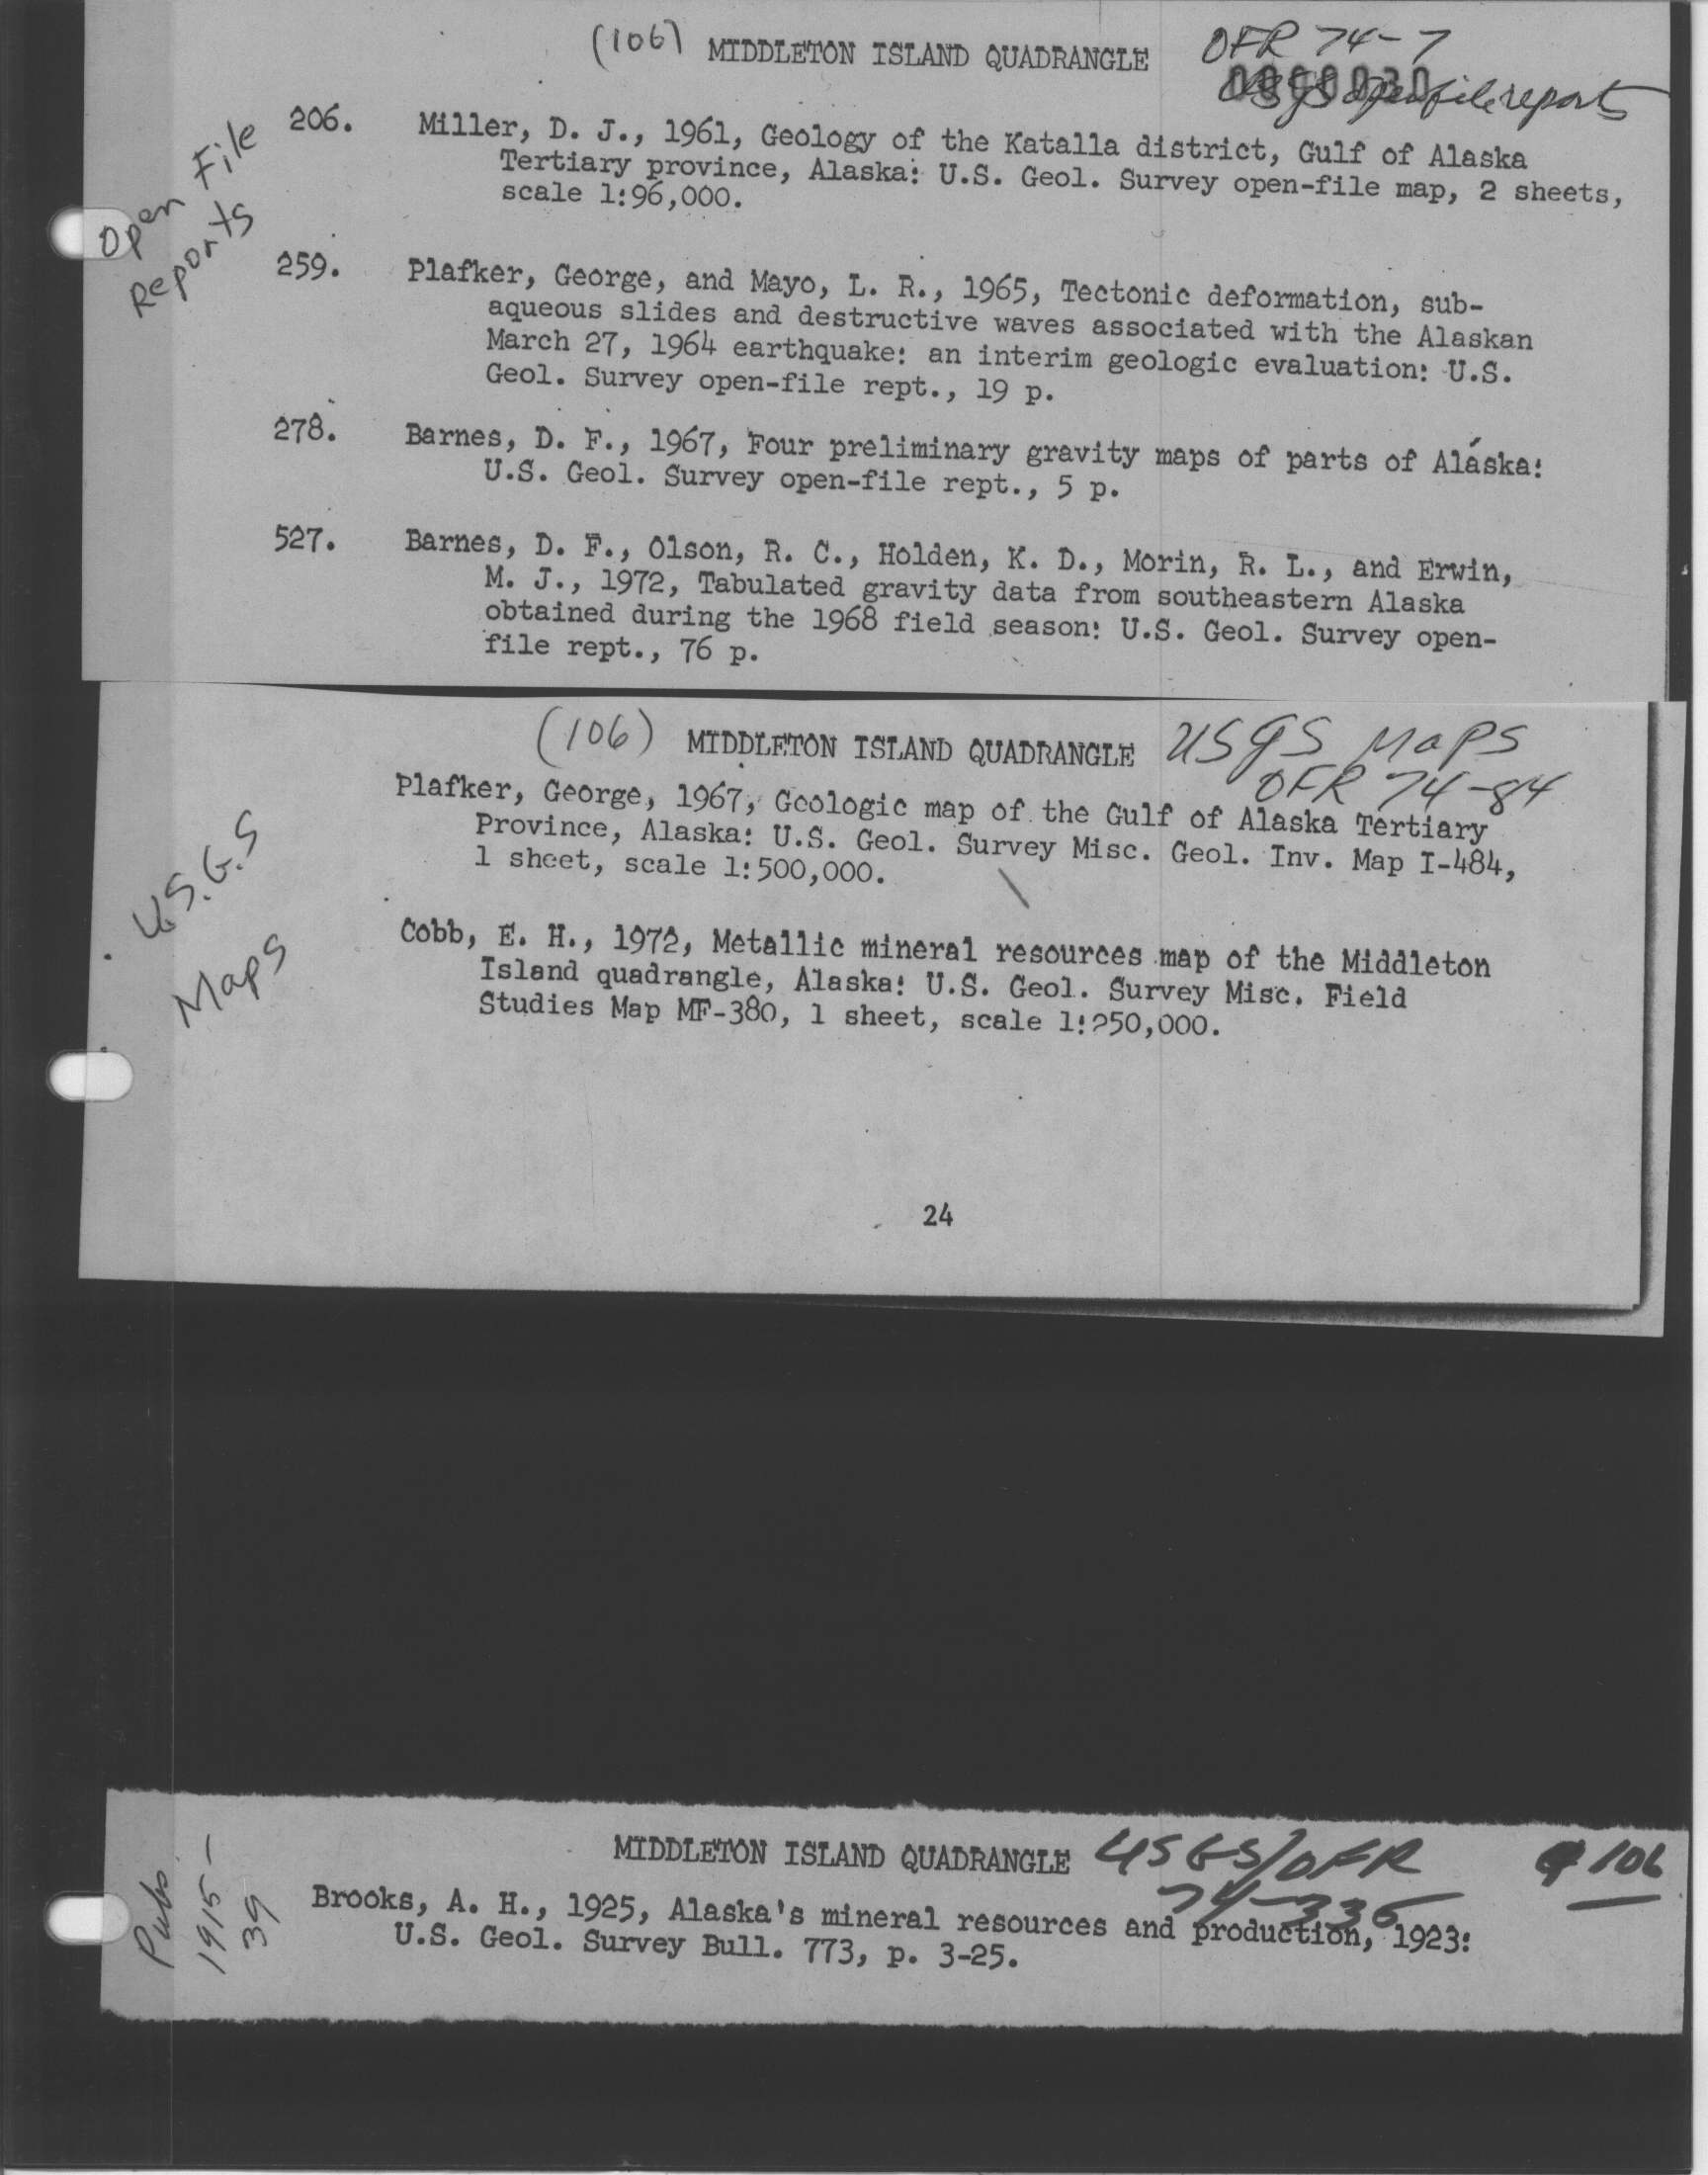 (106) MIDDLETON ISLAND QUADRANGLE OFR 74-7
0000030
USGS openfile reports
Open File
Reports
206. Miller, D. J., 1961, Geology of the Katalla district, Gulf of Alaska
Tertiary province, Alaska: U.S. Geol. Survey open-file map, 2 sheets,
scale 1:96,000.
259. Plafker, George, and Mayo, L. R., 1965, Tectonic deformation, sub-
aqueous slides and destructive waves associated with the Alaskan
March 27, 1964 earthquake: an interim geologic evaluation: U.S.
Geol. Survey open-file rept., 19 p.
278. Barnes, D. F., 1967, Four preliminary gravity maps of parts of Alaska:
U.S. Geol. Survey open-file rept., 5 p.
527. Barnes, D. F., Olson, R. C., Holden, K. D., Morin, R. L., and Erwin,
M. J., 1972, Tabulated gravity data from southeastern Alaska
obtained during the 1968 field season: U.S. Geol. Survey open-
file rept., 76 p.
(106) MIDDLETON ISLAND QUADRANGLE USGS Maps
OFR 74-84
U.S.G.S
Maps
Plafker, George, 1967, Geologic map of the Gulf of Alaska Tertiary
Province, Alaska: U.S. Geol. Survey Misc. Geol. Inv. Map I-484,
1 sheet, scale 1:500,000.
Cobb, E. H., 1972, Metallic mineral resources map of the Middleton
Island quadrangle, Alaska: U.S. Geol. Survey Misc. Field
Studies Map MF-380, 1 sheet, scale 1:250,000.
24
MIDDLETON ISLAND QUADRANGLE USGS/OFR 106
74-336
Pubs
1915-
39
Brooks, A. H., 1925, Alaska's mineral resources and production, 1923:
U.S. Geol. Survey Bull. 773, p. 3-25.